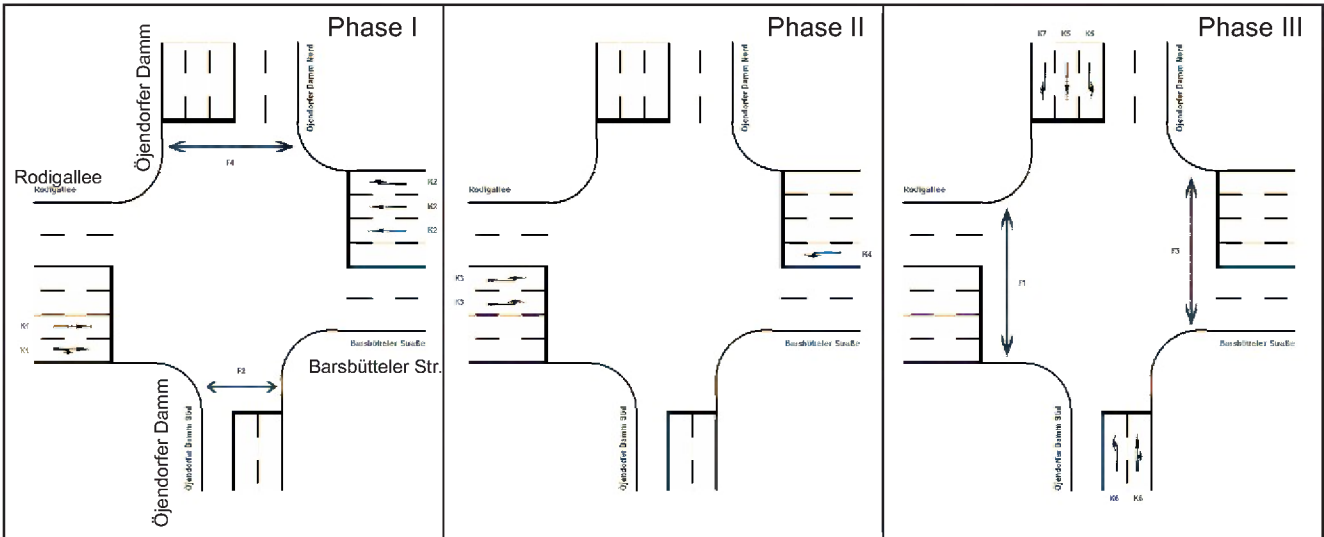 Phase I
Öjendorfer Damm
Öjendorfer Damm Nord
F4
Rodigallee
Rodigallee
K2
K2
K2
K1
K1
Barsbütteler Straße
Barsbütteler Str.
F2
Öjendorfer Damm
Öjendorfer Damm Süd
Phase II
Öjendorfer Damm Nord
Rodigallee
K3
K3
K4
Barsbütteler Straße
Öjendorfer Damm Süd
Phase III
K7
K5
Öjendorfer Damm Nord
Rodigallee
F1
F3
Barsbütteler Straße
Öjendorfer Damm Süd
K6
K6